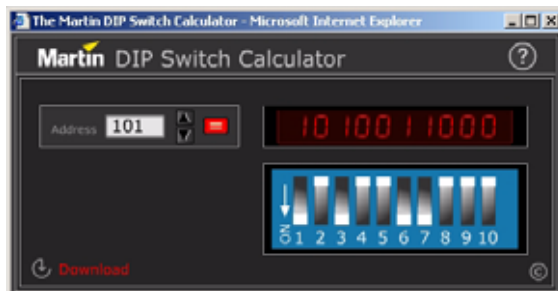 The Martin DIP Switch Calculator - Microsoft Internet Explorer
Martin DIP Switch Calculator ?
Address 101
1010011000
ON 1 2 3 4 5 6 7 8 9 10
Download ©